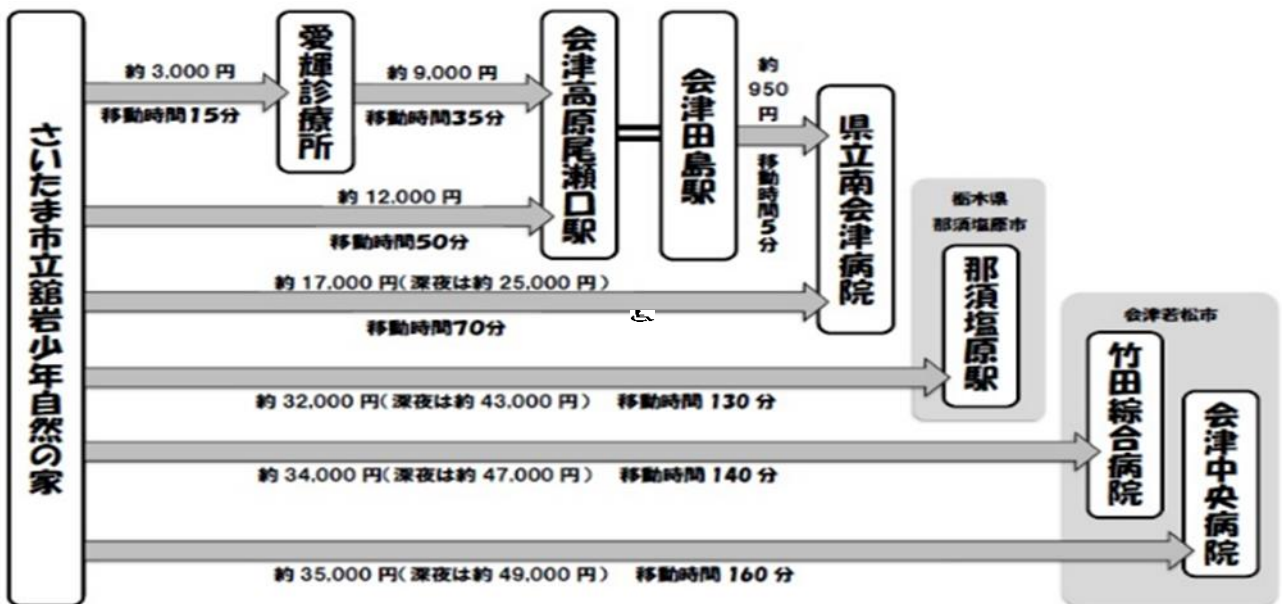 さいたま市立舘岩少年自然の家
約 3,000 円
移動時間15分
愛輝診療所
約 9,000 円
移動時間35分
会津高原尾瀬口駅
会津田島駅
約
950
円
移動時間5分
県立南会津病院
約 12,000 円
移動時間50分
約 17,000 円(深夜は約 25,000 円)
移動時間70分
栃木県
那須塩原市
那須塩原駅
約 32,000 円(深夜は約 43,000 円) 移動時間 130 分
会津若松市
竹田綜合病院
約 34,000 円(深夜は約 47,000 円) 移動時間 140 分
会津中央病院
約 35,000 円(深夜は約 49,000 円) 移動時間 160 分